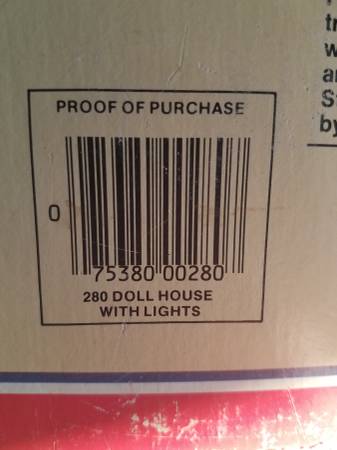 PROOF OF PURCHASE
0 75380 00280
280 DOLL HOUSE
WITH LIGHTS